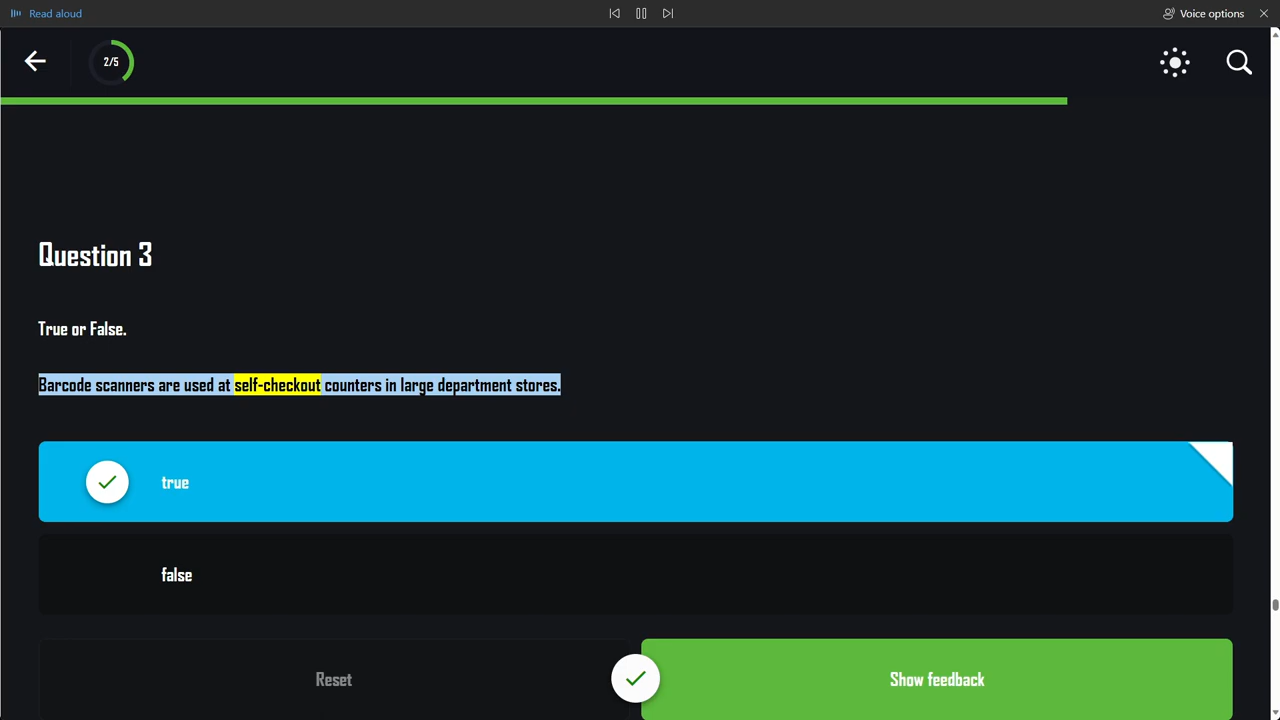 Read aloud
Voice options
2/5
Question 3
True or False.
Barcode scanners are used at self-checkout counters in large department stores.
true
false
Reset
Show feedback